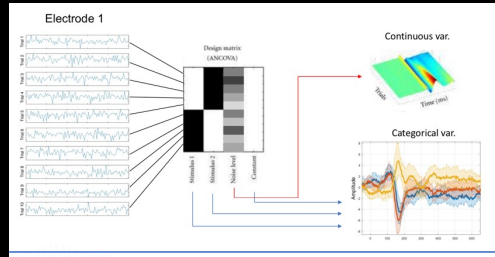 Electrode 1
Trial 1
Trial 2
Trial 3
Trial 4
Trial 5
Trial 6
Trial 7
Trial 8
Trial 9
Trial 10
Design matrix
(ANCOVA)
Stimulus 1
Stimulus 2
Noise level
Constant
Continuous var.
Trials
Time (ms)
Categorical var.
Amplitude